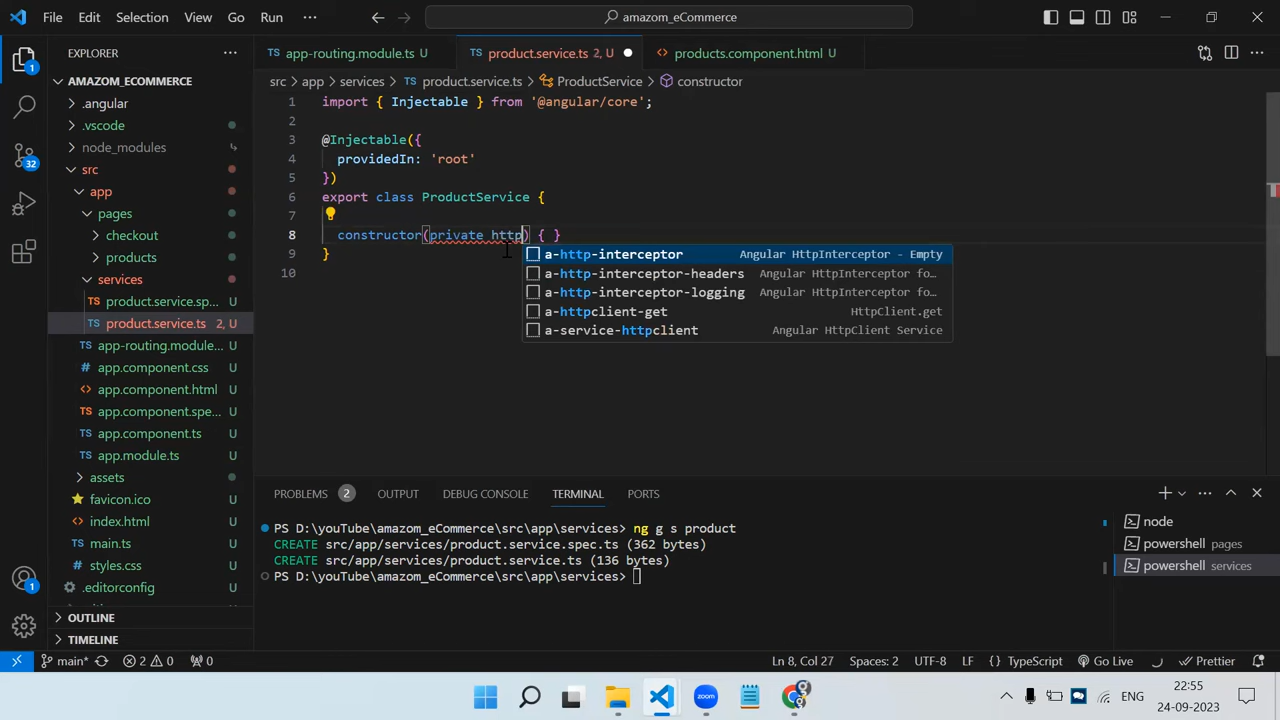 File Edit Selection View Go Run ··· amazom_eCommerce
EXPLORER ···
AMAZOM_ECOMMERCE
.angular
.vscode
node_modules
src
app
pages
checkout
products
services
product.service.sp...
product.service.ts 2, U
app-routing.module... U
app.component.css U
app.component.html U
app.component.spe... U
app.component.ts U
app.module.ts U
assets
favicon.ico U
index.html U
main.ts U
styles.css U
.editorconfig U
OUTLINE
TIMELINE
1
32
1
app-routing.module.ts U product.service.ts 2, U products.component.html U
src > app > services > TS product.service.ts > ProductService > constructor
1 import { Injectable } from '@angular/core';
2
3 @Injectable({
4 providedIn: 'root'
5 })
6 export class ProductService {
7
8 constructor(private http) { }
9 }
10
a-http-interceptor Angular HttpInterceptor - Empty
a-http-interceptor-headers Angular HttpInterceptor fo...
a-http-interceptor-logging Angular HttpInterceptor fo...
a-httpclient-get HttpClient.get
a-service-httpclient Angular HttpClient Service
PROBLEMS 2 OUTPUT DEBUG CONSOLE TERMINAL PORTS
PS D:\youTube\amazom_eCommerce\src\app\services> ng g s product
CREATE src/app/services/product.service.spec.ts (362 bytes)
CREATE src/app/services/product.service.ts (136 bytes)
PS D:\youTube\amazom_eCommerce\src\app\services>
node
powershell pages
powershell services
main* 2 0 0 Ln 8, Col 27 Spaces: 2 UTF-8 LF { } TypeScript Go Live Prettier
zoom
ENG
22:55
24-09-2023